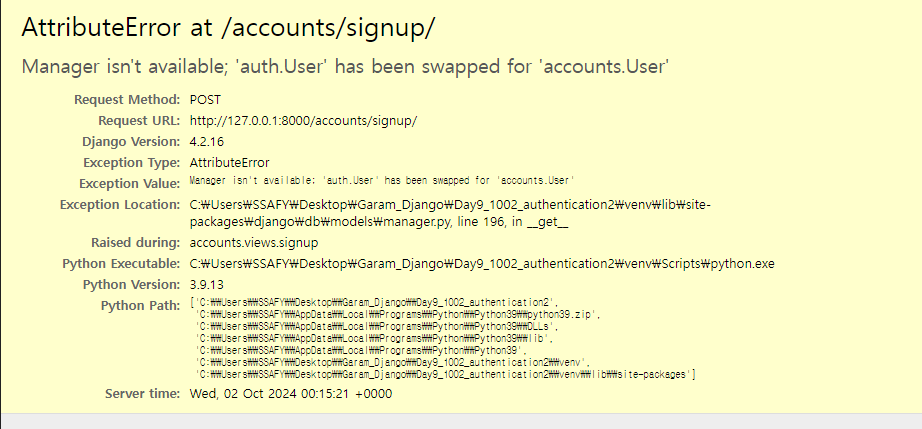 AttributeError at /accounts/signup/
Manager isn't available; 'auth.User' has been swapped for 'accounts.User'
Request Method: POST
Request URL: http://127.0.0.1:8000/accounts/signup/
Django Version: 4.2.16
Exception Type: AttributeError
Exception Value: Manager isn't available; 'auth.User' has been swapped for 'accounts.User'
Exception Location: C:₩Users₩SSAFY₩Desktop₩Garam_Django₩Day9_1002_authentication2₩venv₩lib₩site-
packages₩django₩db₩models₩manager.py, line 196, in __get__
Raised during: accounts.views.signup
Python Executable: C:₩Users₩SSAFY₩Desktop₩Garam_Django₩Day9_1002_authentication2₩venv₩Scripts₩python.exe
Python Version: 3.9.13
Python Path: ['C:₩₩Users₩₩SSAFY₩₩Desktop₩₩Garam_Django₩₩Day9_1002_authentication2',
'C:₩₩Users₩₩SSAFY₩₩AppData₩₩Local₩₩Programs₩₩Python₩₩Python39₩₩python39.zip',
'C:₩₩Users₩₩SSAFY₩₩AppData₩₩Local₩₩Programs₩₩Python₩₩Python39₩₩DLLs',
'C:₩₩Users₩₩SSAFY₩₩AppData₩₩Local₩₩Programs₩₩Python₩₩Python39₩₩lib',
'C:₩₩Users₩₩SSAFY₩₩AppData₩₩Local₩₩Programs₩₩Python₩₩Python39',
'C:₩₩Users₩₩SSAFY₩₩Desktop₩₩Garam_Django₩₩Day9_1002_authentication2₩₩venv',
'C:₩₩Users₩₩SSAFY₩₩Desktop₩₩Garam_Django₩₩Day9_1002_authentication2₩₩venv₩₩lib₩₩site-packages']
Server time: Wed, 02 Oct 2024 00:15:21 +0000